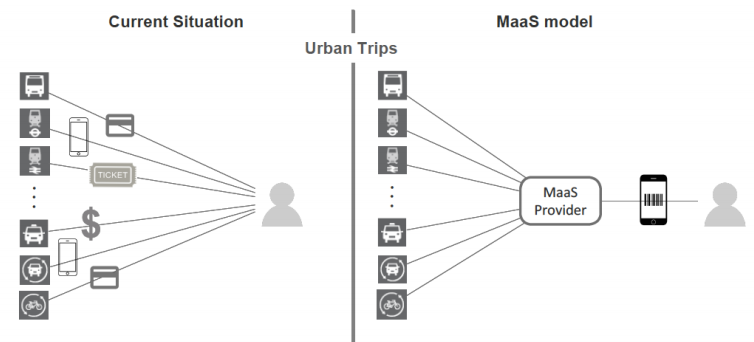 Current Situation
MaaS model
Urban Trips
TICKET
$
MaaS
Provider